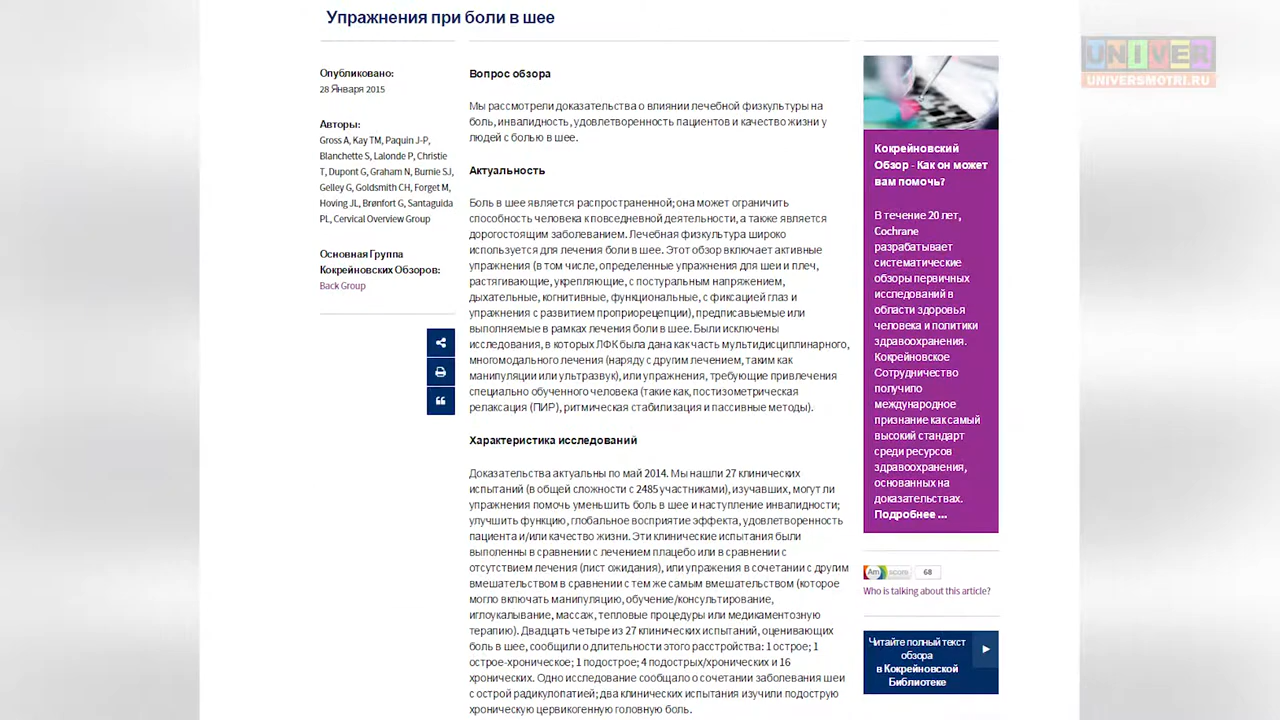 Упражнения при боли в шее
UNIVER
UNIVERSMOTRI.RU
Опубликовано:
28 Января 2015
Авторы:
Gross A, Kay TM, Paquin J-P,
Blanchette S, Lalonde P, Christie
T, Dupont G, Graham N, Burnie SJ,
Gelley G, Goldsmith CH, Forget M,
Hoving JL, Brønfort G, Santaguida
PL, Cervical Overview Group
Основная Группа
Кокрейновских Обзоров:
Back Group
Вопрос обзора
Мы рассмотрели доказательства о влиянии лечебной физкультуры на
боль, инвалидность, удовлетворенность пациентов и качество жизни у
людей с болью в шее.
Актуальность
Боль в шее является распространенной; она может ограничить
способность человека к повседневной деятельности, а также является
дорогостоящим заболеванием. Лечебная физкультура широко
используется для лечения боли в шее. Этот обзор включает активные
упражнения (в том числе, определенные упражнения для шеи и плеч,
растягивающие, укрепляющие, с постуральным напряжением,
дыхательные, когнитивные, функциональные, с фиксацией глаз и
упражнения с развитием проприорецепции), предписываемые или
выполняемые в рамках лечения боли в шее. Были исключены
исследования, в которых ЛФК была дана как часть мультидисциплинарного,
многомодального лечения (наряду с другим лечением, таким как
манипуляции или ультразвук), или упражнения, требующие привлечения
специально обученного человека (такие как, постизометрическая
релаксация (ПИР), ритмическая стабилизация и пассивные методы).
Характеристика исследований
Доказательства актуальны по май 2014. Мы нашли 27 клинических
испытаний (в общей сложности с 2485 участниками), изучавших, могут ли
упражнения помочь уменьшить боль в шее и наступление инвалидности;
улучшить функцию, глобальное восприятие эффекта, удовлетворенность
пациента и/или качество жизни. Эти клинические испытания были
выполенны в сравнении с лечением плацебо или в сравнении с
отсутствием лечения (лист ожидания), или упражения в сочетании с другим
вмешательством в сравнении с тем же самым вмешательством (которое
могло включать манипуляцию, обучение/консультирование,
иглоукалывание, массаж, тепловые процедуры или медикаментозную
терапию). Двадцать четыре из 27 клинических испытаний, оценивающих
боль в шее, сообщили о длительности этого расстройства: 1 острое; 1
острое-хроническое; 1 подострое; 4 подострых/хронических и 16
хронических. Одно исследование сообщало о сочетании заболевания шеи
с острой радикулопатией; два клинических испытания изучили подострую
хроническую цервикогенную головную боль.
Кокрейновский
Обзор - Как он может
вам помочь?
В течение 20 лет,
Cochrane
разрабатывает
систематические
обзоры первичных
исследований в
области здоровья
человека и политики
здравоохранения.
Кокрейновское
Сотрудничество
получило
международное
признание как самый
высокий стандарт
среди ресурсов
здравоохранения,
основанных на
доказательствах.
Подробнее ...
Am score 68
Who is talking about this article?
Читайте полный текст
обзора
в Кокрейновской
Библиотеке